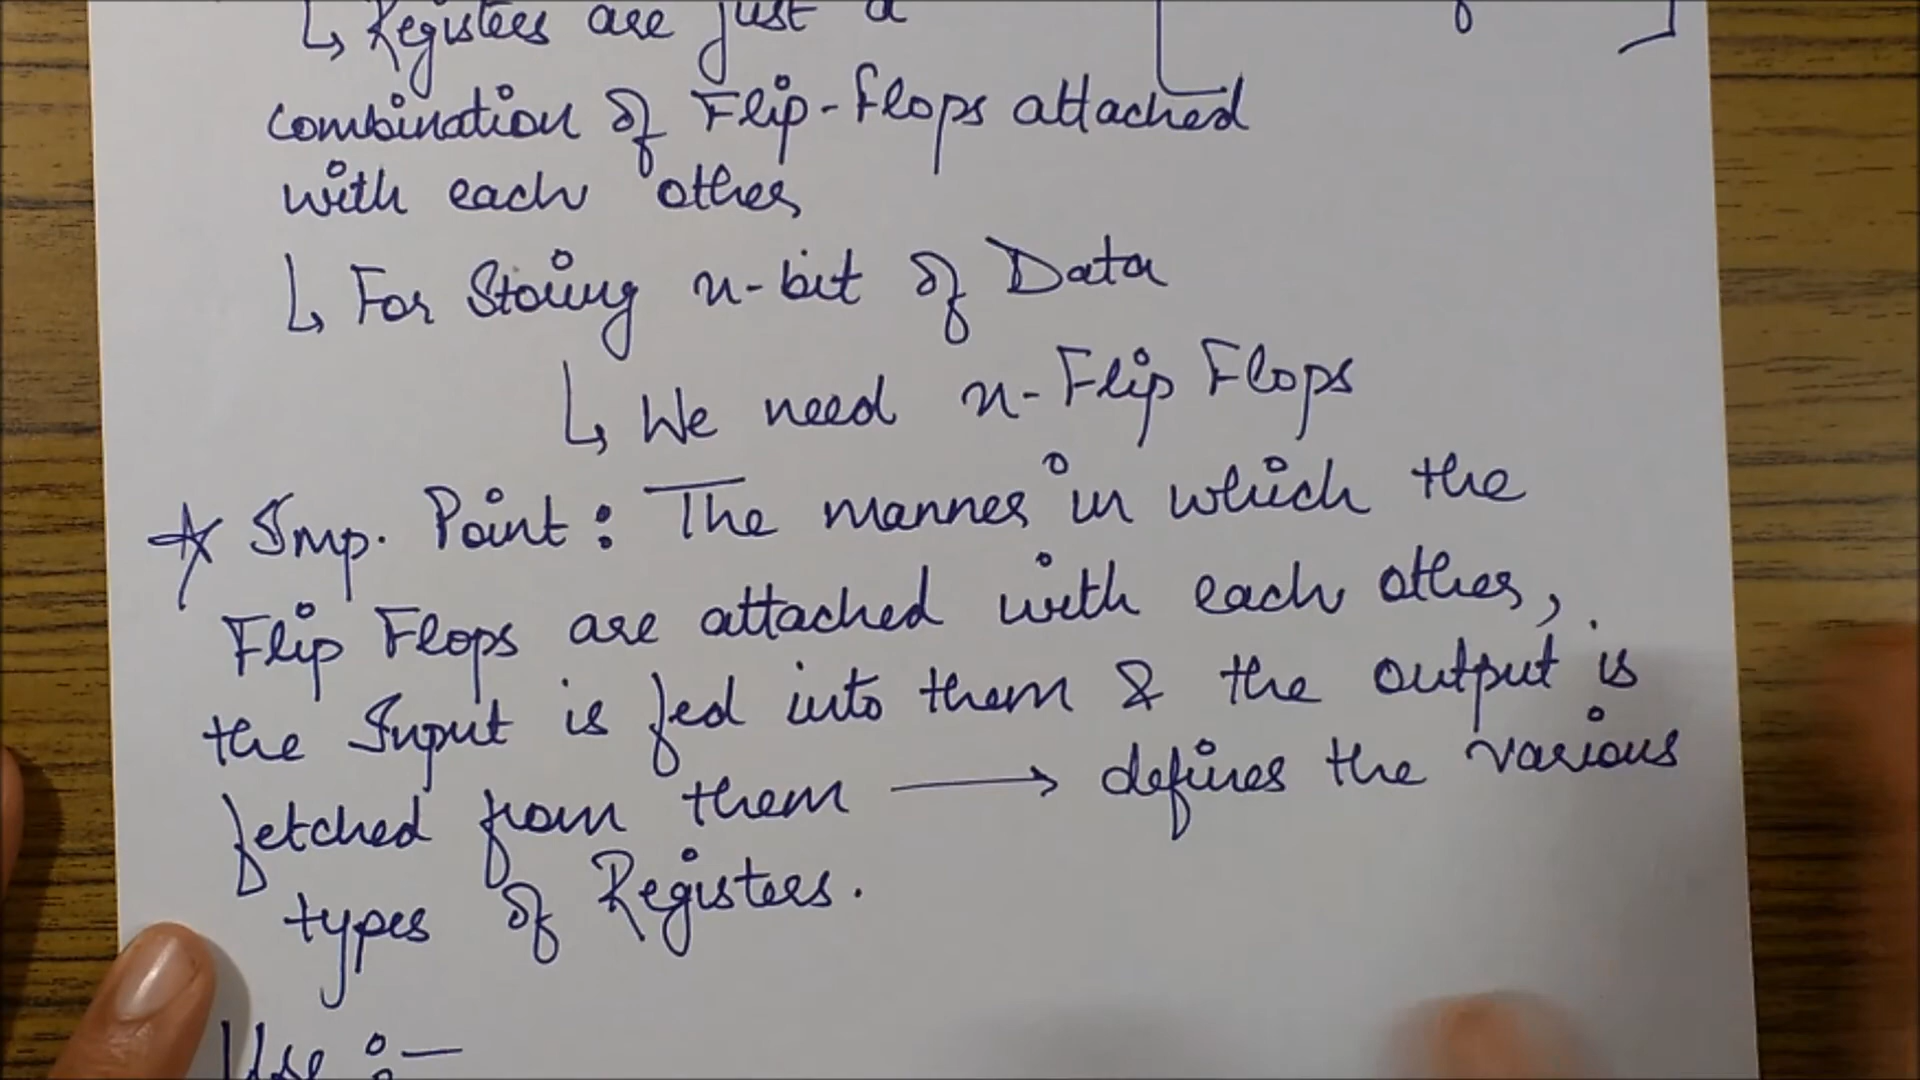 ↳ Registers are just a
combination of Flip-Flops attached
with each other
↳ For Storing n-bit of Data
↳ We need n-Flip Flops
☆ Imp. Point : The manner in which the
Flip Flops are attached with each other,
the Input is fed into them & the output is
fetched from them → defines the various
types of Registers.
Use :-